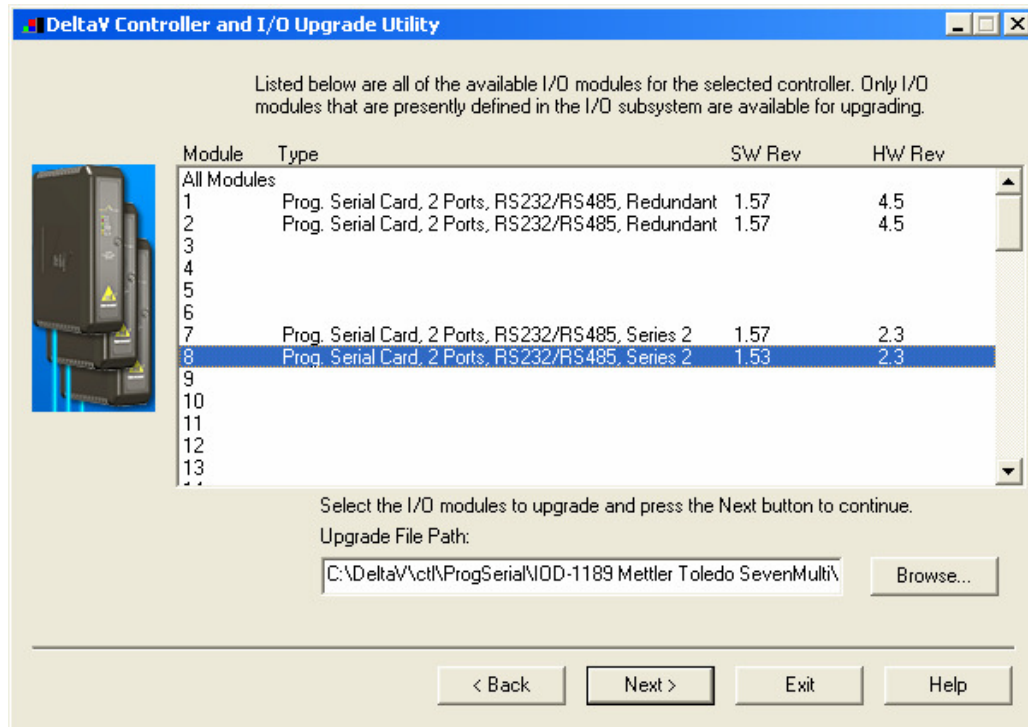 DeltaV Controller and I/O Upgrade Utility
Listed below are all of the available I/O modules for the selected controller. Only I/O
modules that are presently defined in the I/O subsystem are available for upgrading.
Module Type SW Rev HW Rev
All Modules
1 Prog. Serial Card, 2 Ports, RS232/RS485, Redundant 1.57 4.5
2 Prog. Serial Card, 2 Ports, RS232/RS485, Redundant 1.57 4.5
3
4
5
6
7 Prog. Serial Card, 2 Ports, RS232/RS485, Series 2 1.57 2.3
8 Prog. Serial Card, 2 Ports, RS232/RS485, Series 2 1.53 2.3
9
10
11
12
13
Select the I/O modules to upgrade and press the Next button to continue.
Upgrade File Path:
C:\DeltaV\ctl\ProgSerial\IOD-1189 Mettler Toledo SevenMulti\ Browse...
< Back Next > Exit Help